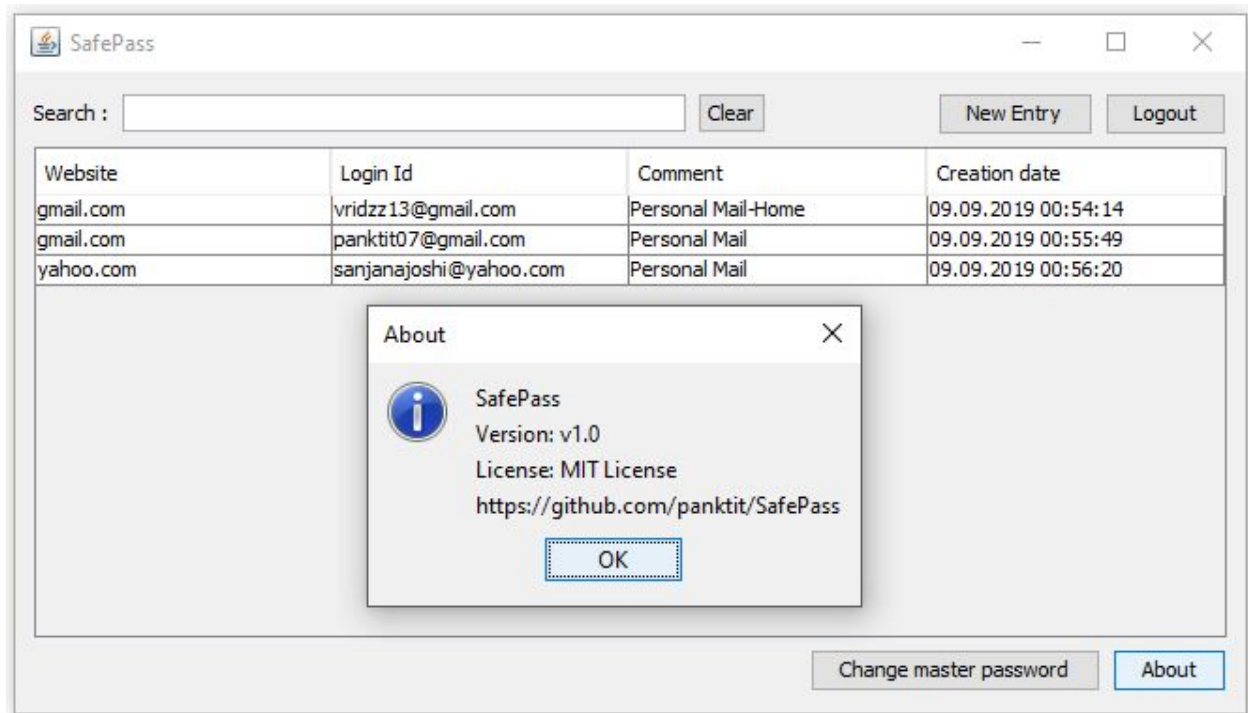 SafePass
Search : Clear New Entry Logout
Website Login Id Comment Creation date
gmail.com vridzz13@gmail.com Personal Mail-Home 09.09.2019 00:54:14
gmail.com panktit07@gmail.com Personal Mail 09.09.2019 00:55:49
yahoo.com sanjanajoshi@yahoo.com Personal Mail 09.09.2019 00:56:20
About
SafePass
Version: v1.0
License: MIT License
https://github.com/panktit/SafePass
OK
Change master password About